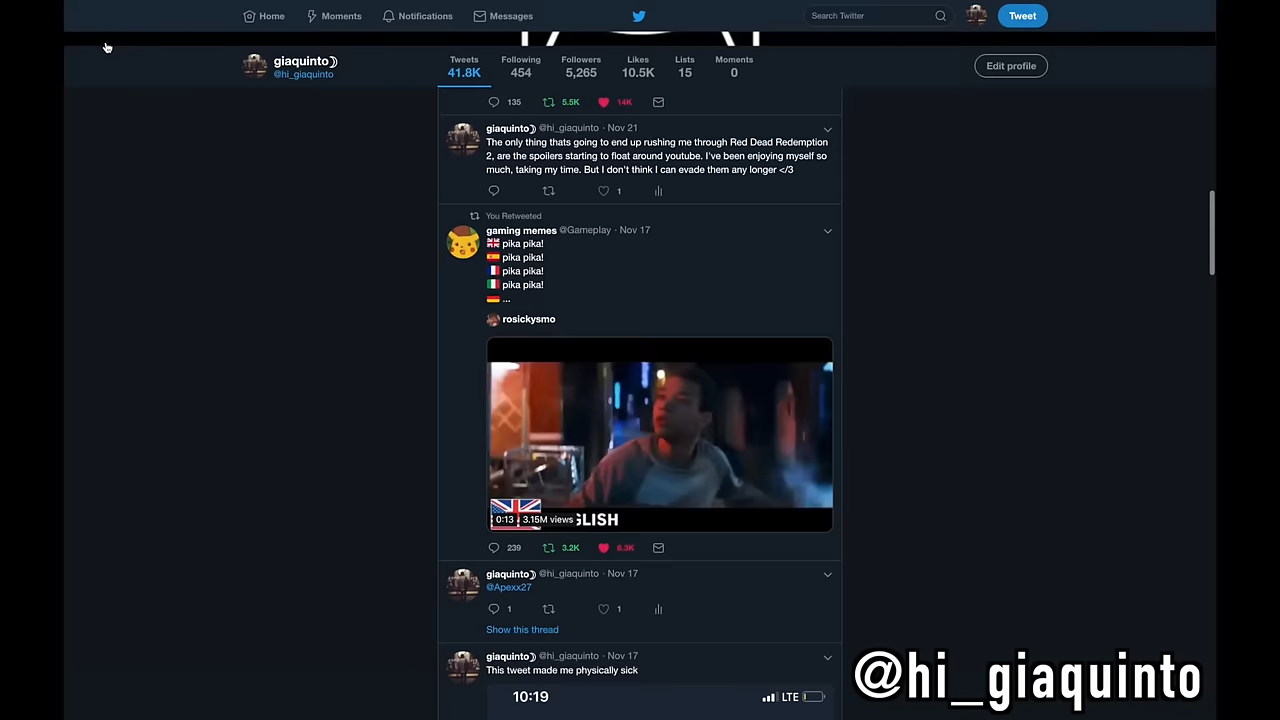 Home Moments Notifications Messages Search Twitter Tweet
giaquinto
@hi_giaquinto
Tweets Following Followers Likes Lists Moments
41.8K 454 5,265 10.5K 15 0
Edit profile
135 5.5K 14K
giaquinto @hi_giaquinto · Nov 21
The only thing thats going to end up rushing me through Red Dead Redemption
2, are the spoilers starting to float around youtube. I've been enjoying myself so
much, taking my time. But I don't think I can evade them any longer </3
1
You Retweeted
gaming memes @Gameplay · Nov 17
pika pika!
pika pika!
pika pika!
pika pika!
...
rosickysmo
0:13 3.15M views GLISH
239 3.2K 6.3K
giaquinto @hi_giaquinto · Nov 17
@Apexx27
1 1
Show this thread
giaquinto @hi_giaquinto · Nov 17
This tweet made me physically sick
10:19 LTE
@hi_giaquinto